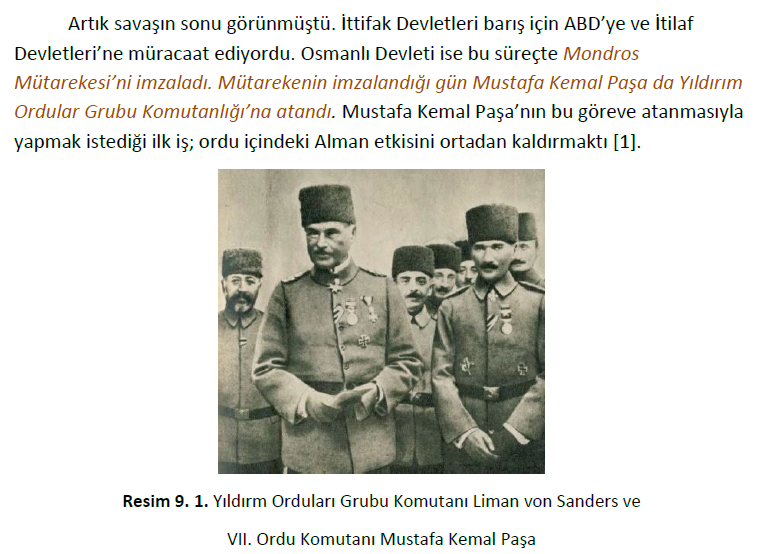 Artık savaşın sonu görünmüştü. İttifak Devletleri barış için ABD’ye ve İtilaf
Devletleri’ne müracaat ediyordu. Osmanlı Devleti ise bu süreçte Mondros
Mütarekesi’ni imzaladı. Mütarekenin imzalandığı gün Mustafa Kemal Paşa da Yıldırım
Ordular Grubu Komutanlığı’na atandı. Mustafa Kemal Paşa’nın bu göreve atanmasıyla
yapmak istediği ilk iş; ordu içindeki Alman etkisini ortadan kaldırmaktı [1].
Resim 9. 1. Yıldırm Orduları Grubu Komutanı Liman von Sanders ve
VII. Ordu Komutanı Mustafa Kemal Paşa